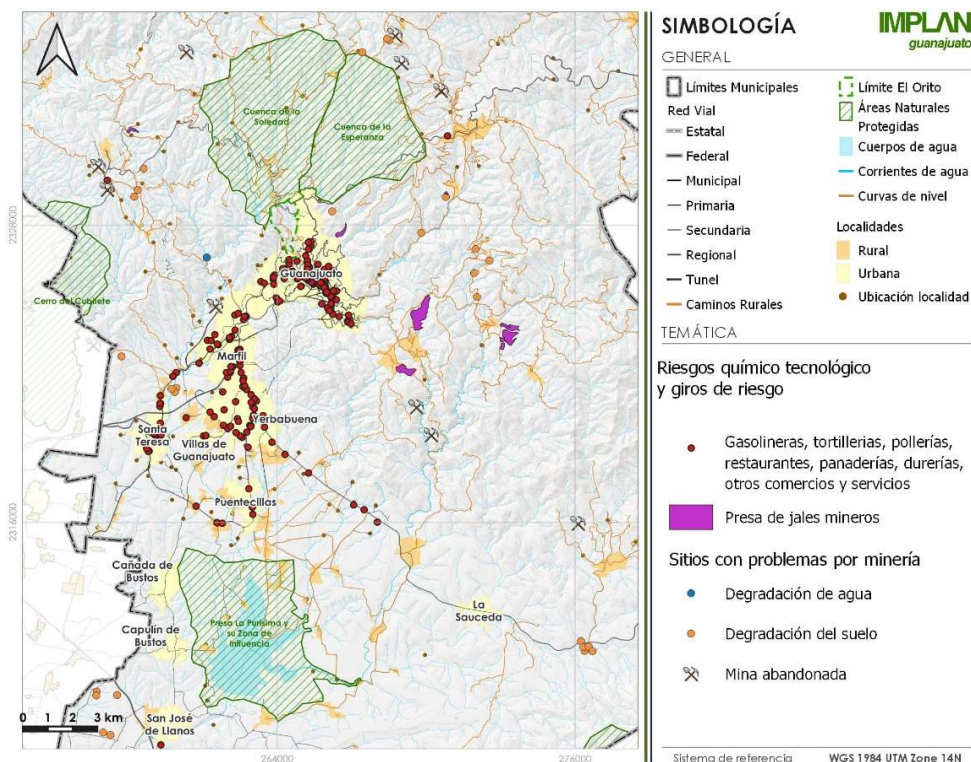 Cuenca de la
Soledad
Cuenca de la
Esperanza
2328000
Guanajuato
Cerro del Cubilete
Marfil
Santa
Teresa
Villas de
Guanajuato
Yerbabuena
Puentecillas
2316000
Cañada de
Bustos
Presa La Purísima y
su Zona de
Influencia
La
Sauceda
Capulín de
Bustos
San José
de Llanos
0 1 2 3 km
264000
276000
SIMBOLOGÍA
IMPLAN
guanajuato
GENERAL
Límites Municipales
Red Vial
Estatal
Federal
Municipal
Primaria
Secundaria
Regional
Tunel
Caminos Rurales
Límite El Orito
Áreas Naturales
Protegidas
Cuerpos de agua
Corrientes de agua
Curvas de nivel
Localidades
Rural
Urbana
Ubicación localidad
TEMÁTICA
Riesgos químico tecnológico
y giros de riesgo
Gasolineras, tortillerias, pollerías,
restaurantes, panaderías, durerías,
otros comercios y servicios
Presa de jales mineros
Sitios con problemas por minería
Degradación de agua
Degradación del suelo
Mina abandonada
Sistema de referencia WGS 1984 UTM Zone 14N